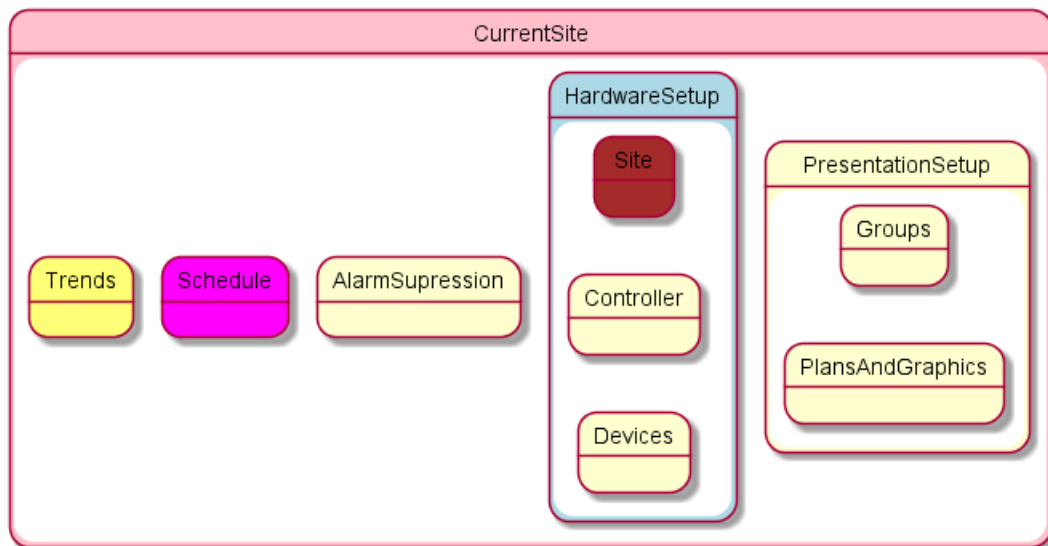 CurrentSite
HardwareSetup
Site
PresentationSetup
Groups
Trends
Schedule
AlarmSupression
Controller
PlansAndGraphics
Devices